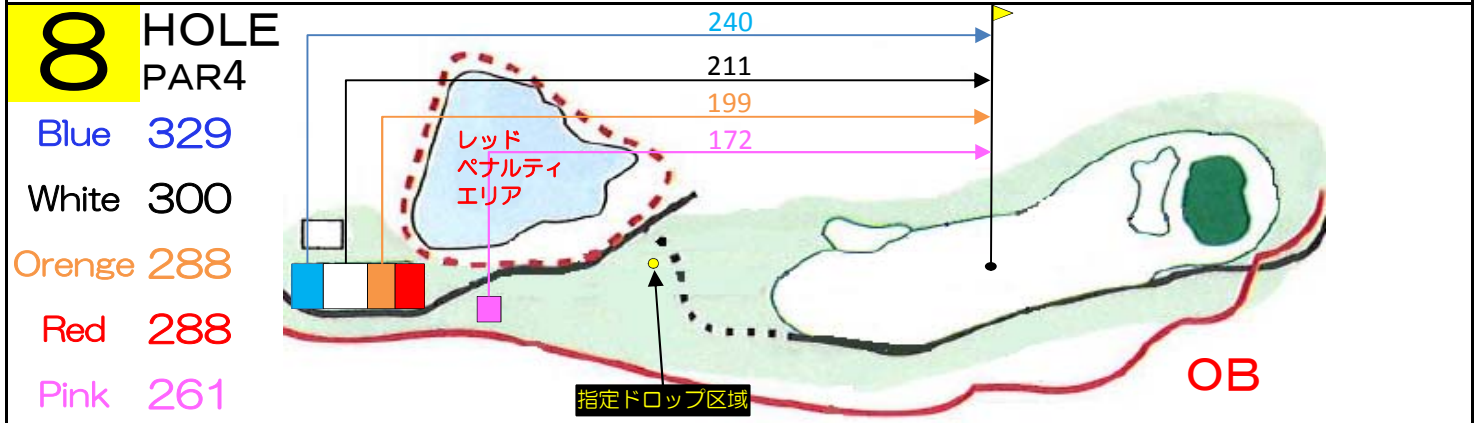 8
HOLE
PAR4
Blue 329
White 300
Orenge 288
Red 288
Pink 261
240
211
199
172
レッド
ペナルティ
エリア
指定ドロップ区域
OB